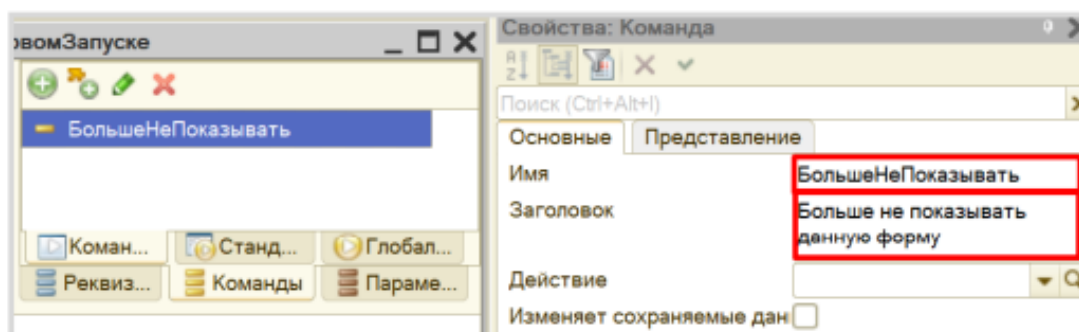 овомЗапуске
БольшеНеПоказывать
Коман...
Станд...
Глобал...
Реквиз...
Команды
Параме...
Свойства: Команда
Поиск (Ctrl+Alt+I)
Основные
Представление
Имя
БольшеНеПоказывать
Заголовок
Больше не показывать
данную форму
Действие
Изменяет сохраняемые дан